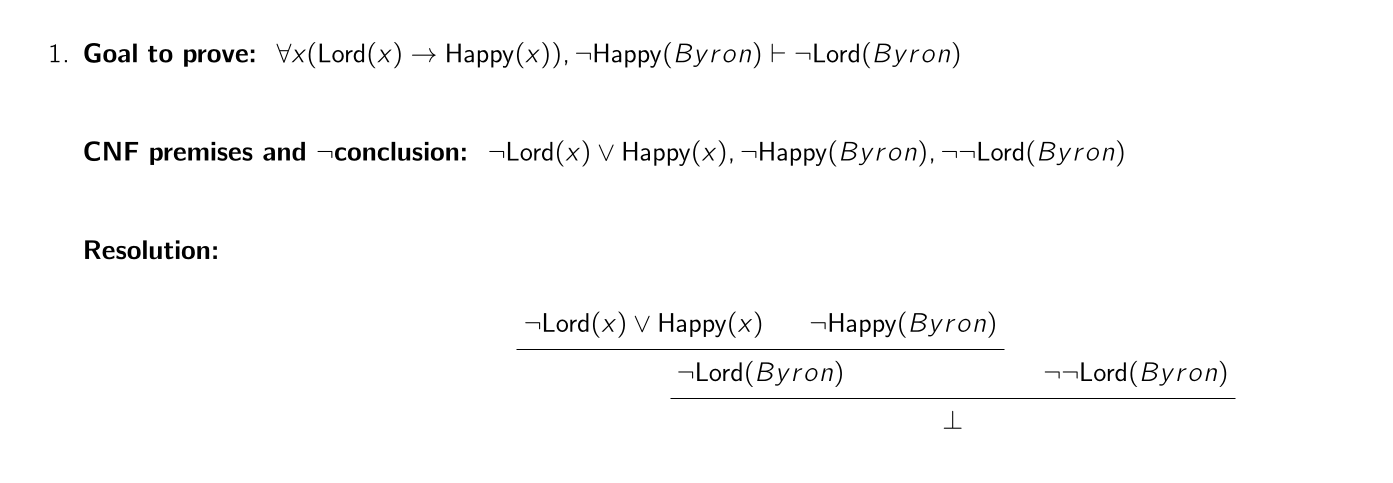 1. Goal to prove: ∀x(Lord(x) → Happy(x)), ¬Happy(Byron) ⊢ ¬Lord(Byron)
CNF premises and ¬conclusion: ¬Lord(x) ∨ Happy(x), ¬Happy(Byron), ¬¬Lord(Byron)
Resolution:
¬Lord(x) ∨ Happy(x) ¬Happy(Byron)
¬Lord(Byron) ¬¬Lord(Byron)
⊥